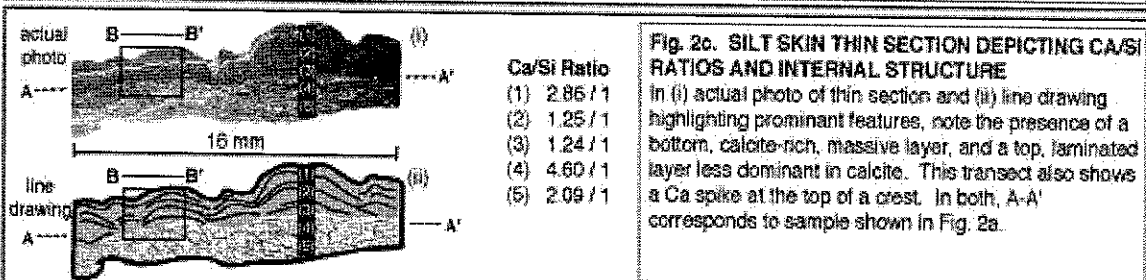 actual
photo
B B'
(i)
A A'
16 mm
line
drawing
B B'
(ii)
A A'
Ca/Si Ratio
(1) 2.86 / 1
(2) 1.25 / 1
(3) 1.24 / 1
(4) 4.60 / 1
(5) 2.09 / 1
Fig. 2c. SILT SKIN THIN SECTION DEPICTING CA/SI
RATIOS AND INTERNAL STRUCTURE
In (i) actual photo of thin section and (ii) line drawing
highlighting prominant features, note the presence of a
bottom, calcite-rich, massive layer, and a top, laminated
layer less dominant in calcite. This transect also shows
a Ca spike at the top of a crest. In both, A-A'
corresponds to sample shown in Fig. 2a.